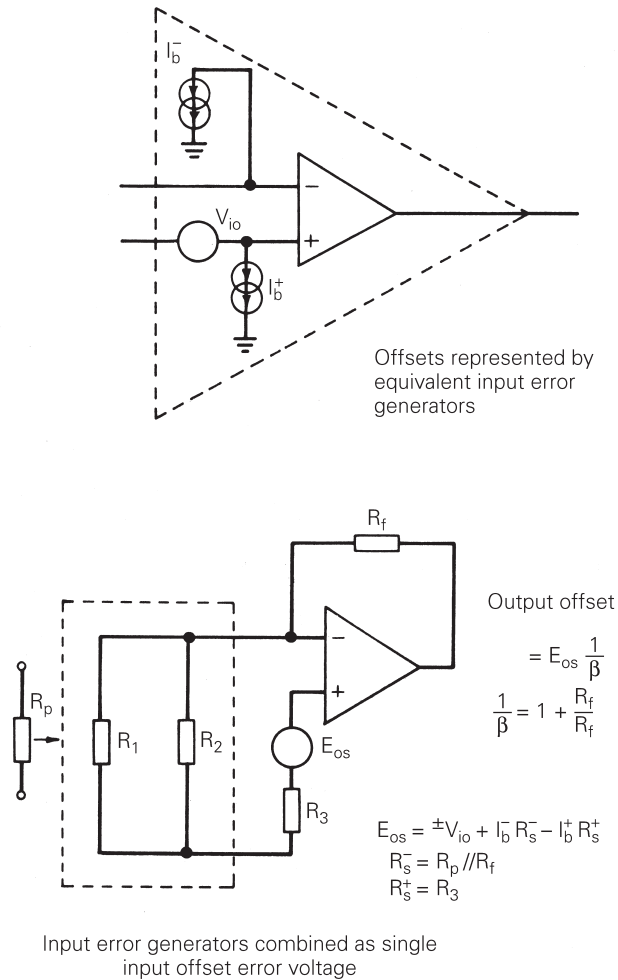 I_b^-
−
V_io
+
I_b^+
Offsets represented by
equivalent input error
generators
R_f
Output offset
= E_os 1/β
1/β = 1 + R_f/R_f
−
+
R_p
R_1
R_2
E_os
R_3
E_os = ±V_io + I_b^- R_s^- − I_b^+ R_s^+
R_s^- = R_p//R_f
R_s^+ = R_3
Input error generators combined as single
input offset error voltage